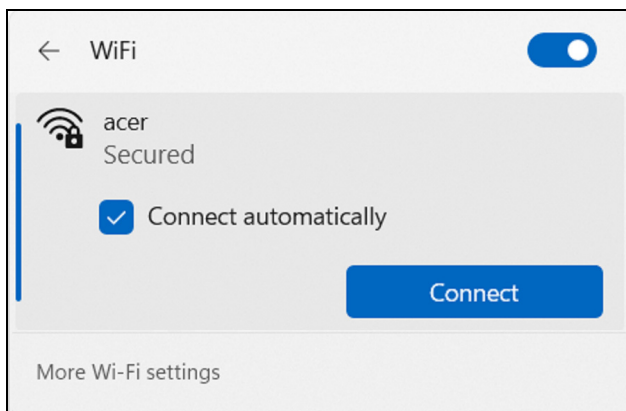 WiFi
acer
Secured
Connect automatically
Connect
More Wi-Fi settings